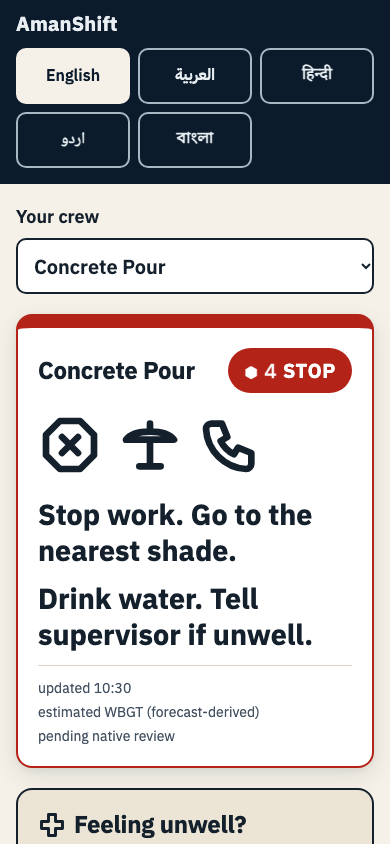 AmanShift
English
العربية
हिन्दी
اردو
বাংলা
Your crew
Concrete Pour
Concrete Pour
4 STOP
Stop work. Go to the
nearest shade.
Drink water. Tell
supervisor if unwell.
updated 10:30
estimated WBGT (forecast-derived)
pending native review
Feeling unwell?